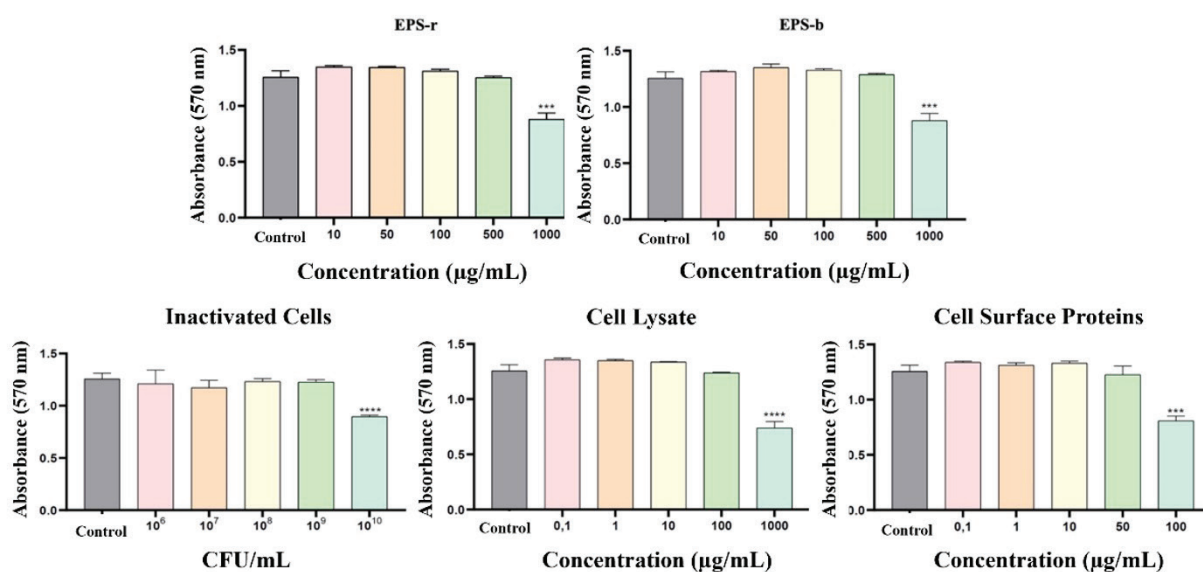 EPS-r
EPS-b
Absorbance (570 nm)
1.5
1.0
0.5
0.0
***
Control 10 50 100 500 1000
Concentration (µg/mL)
Absorbance (570 nm)
1.5
1.0
0.5
0.0
***
Control 10 50 100 500 1000
Concentration (µg/mL)
Inactivated Cells
Absorbance (570 nm)
1.5
1.0
0.5
0.0
****
Control 10⁶ 10⁷ 10⁸ 10⁹ 10¹⁰
CFU/mL
Cell Lysate
Absorbance (570 nm)
1.5
1.0
0.5
0.0
****
Control 0,1 1 10 100 1000
Concentration (µg/mL)
Cell Surface Proteins
Absorbance (570 nm)
1.5
1.0
0.5
0.0
***
Control 0,1 1 10 50 100
Concentration (µg/mL)